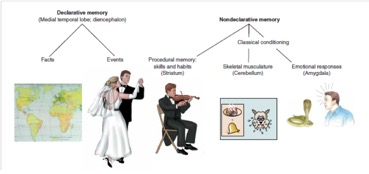 Declarative memory
(Medial temporal lobe; diencephalon)
Nondeclarative memory
Classical conditioning
Facts
Events
Procedural memory:
skills and habits
(Striatum)
Skeletal musculature
(Cerebellum)
Emotional responses
(Amygdala)